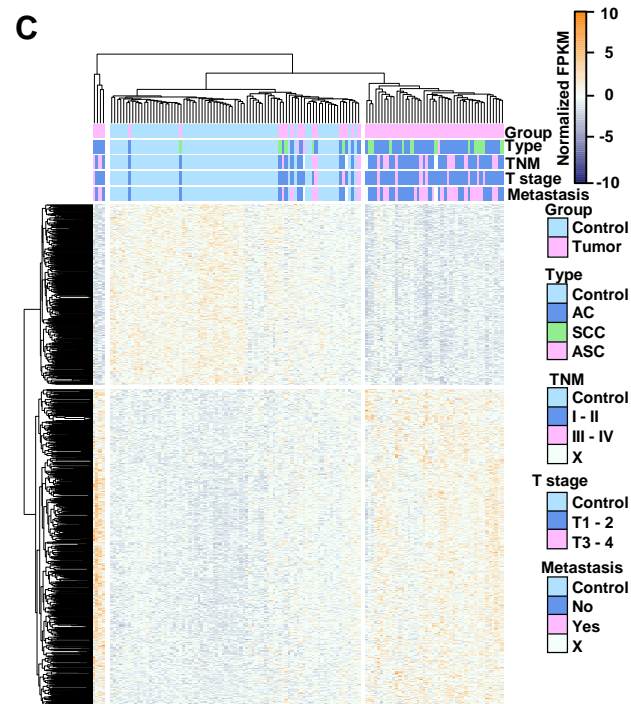 C
10
5
0
-5
-10
Normalized FPKM
Group
Type
TNM
T stage
Metastasis
Group
Control
Tumor
Type
Control
AC
SCC
ASC
TNM
Control
I - II
III - IV
X
T stage
Control
T1 - 2
T3 - 4
Metastasis
Control
No
Yes
X